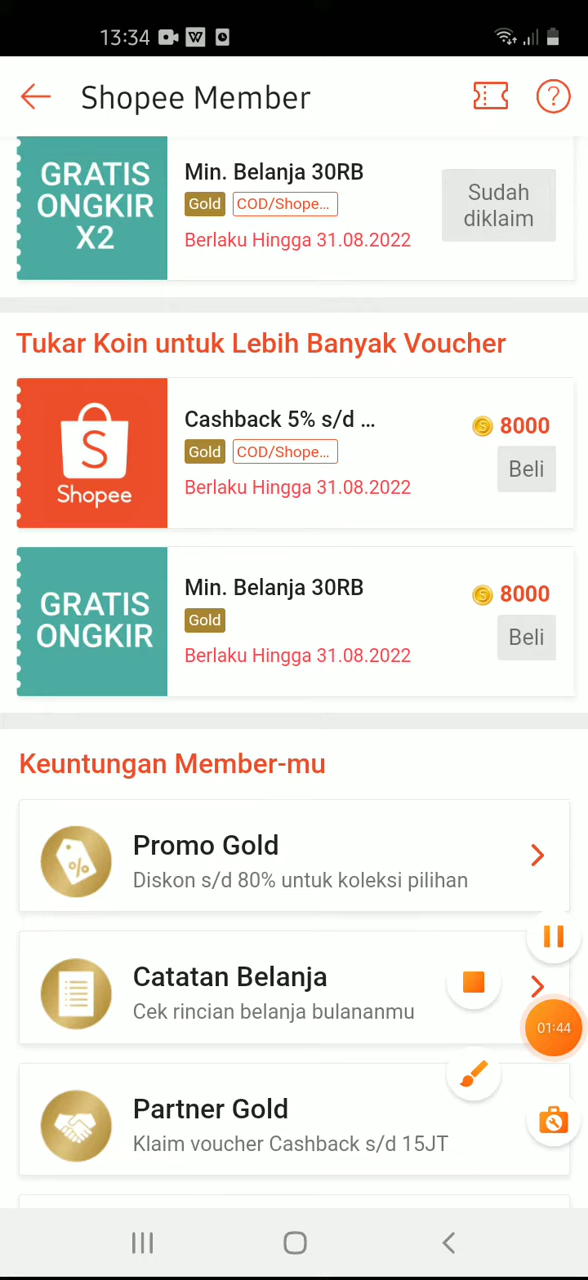 13:34
Shopee Member
GRATIS
ONGKIR
X2
Min. Belanja 30RB
Gold
COD/Shope...
Berlaku Hingga 31.08.2022
Sudah
diklaim
Tukar Koin untuk Lebih Banyak Voucher
S
Shopee
Cashback 5% s/d ...
Gold
COD/Shope...
Berlaku Hingga 31.08.2022
S
8000
Beli
GRATIS
ONGKIR
Min. Belanja 30RB
Gold
Berlaku Hingga 31.08.2022
S
8000
Beli
Keuntungan Member-mu
Promo Gold
Diskon s/d 80% untuk koleksi pilihan
Catatan Belanja
Cek rincian belanja bulananmu
01:44
Partner Gold
Klaim voucher Cashback s/d 15JT